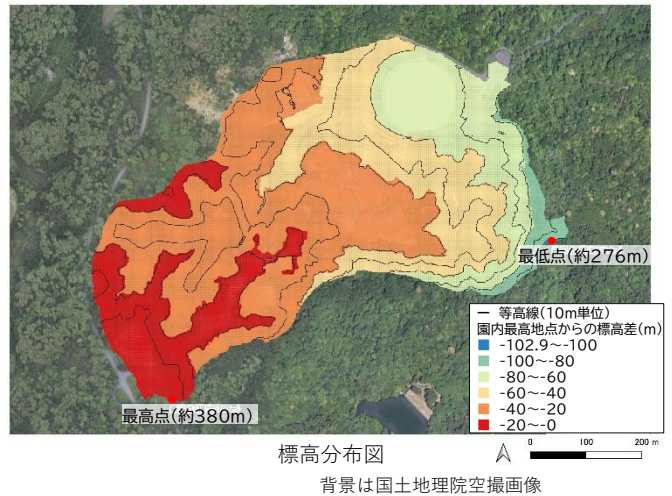 最低点(約276m)
― 等高線(10m単位)
園内最高地点からの標高差(m)
-102.9～-100
-100～-80
-80～-60
-60～-40
-40～-20
-20～-0
最高点(約380m)
標高分布図
0 100 200 m
背景は国土地理院空撮画像